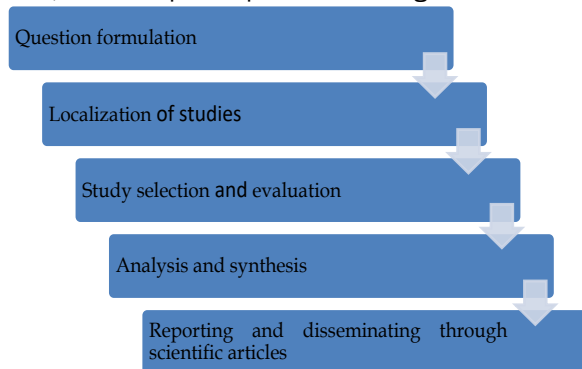 Question formulation
Localization of studies
Study selection and evaluation
Analysis and synthesis
Reporting and disseminating through
scientific articles